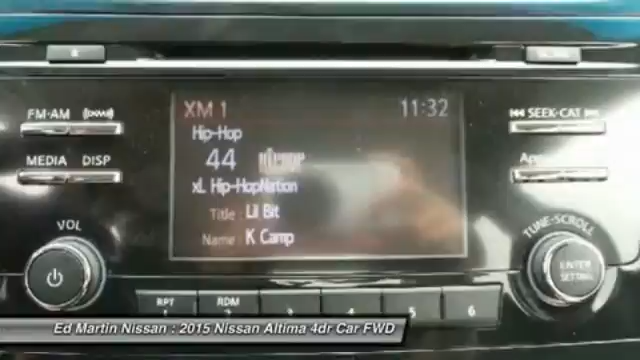 XM 1 11:32
FM·AM SEEK·CAT
Hip-Hop
44
MEDIA DISP
xL Hip-HopNation
Title : Lil Bit
VOL TUNE·SCROLL
Name : K Camp
ENTER
SETTING
RPT RDM
1 2 3 4 5 6
Ed Martin Nissan : 2015 Nissan Altima 4dr Car FWD